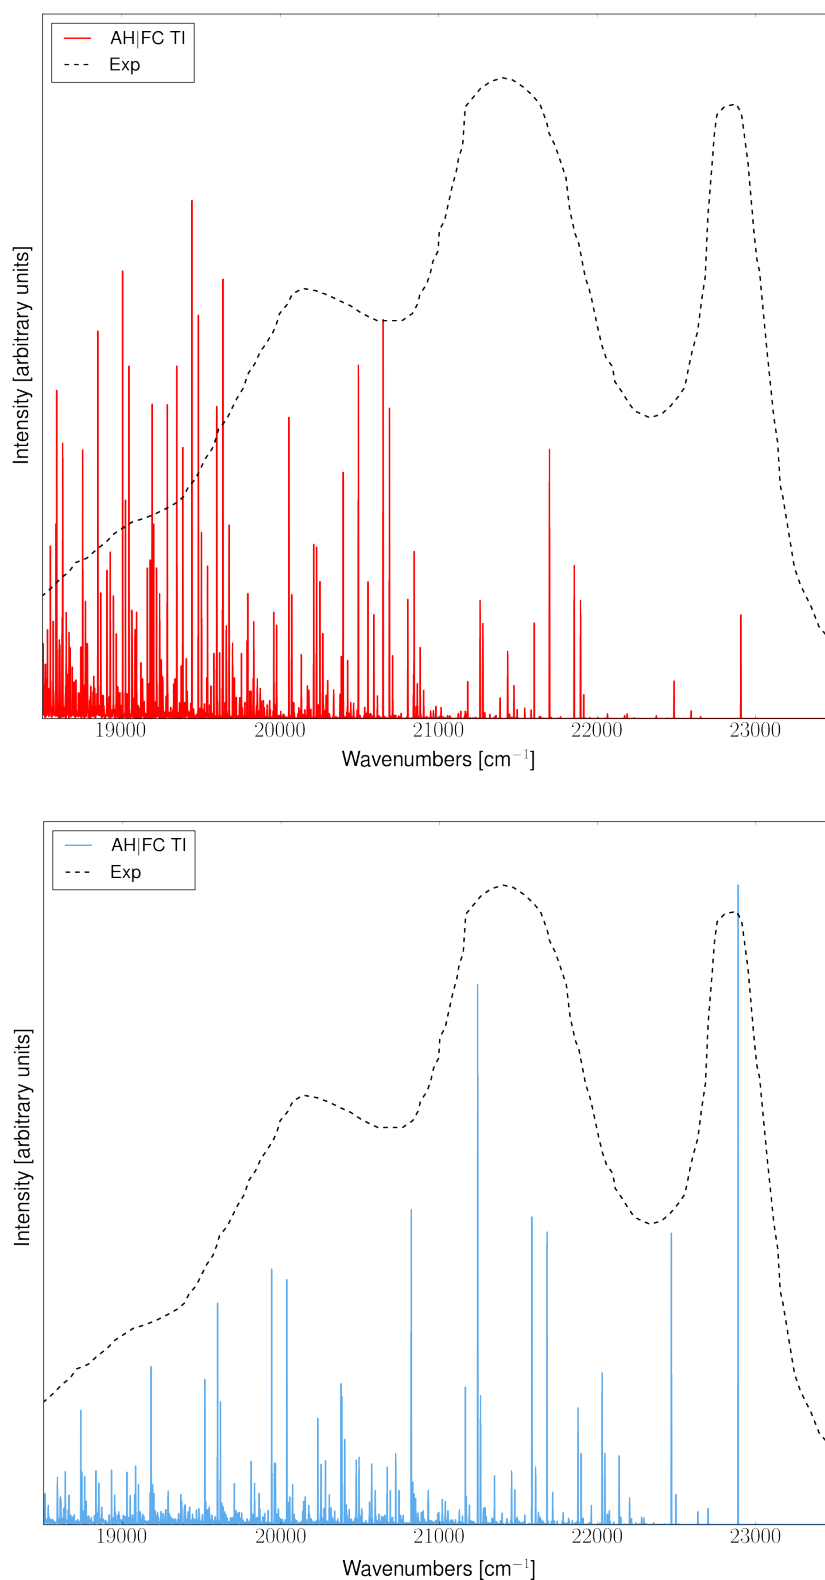 AH|FC TI
Exp
Intensity [arbitrary units]
19000 20000 21000 22000 23000
Wavenumbers [cm⁻¹]
AH|FC TI
Exp
Intensity [arbitrary units]
19000 20000 21000 22000 23000
Wavenumbers [cm⁻¹]